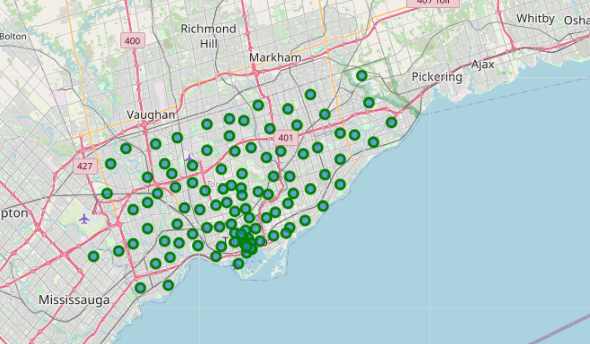 407 Toll
Whitby
Osha
Bolton
Richmond
Hill
400
Markham
Ajax
Pickering
Vaughan
401
427
pton
Mississauga